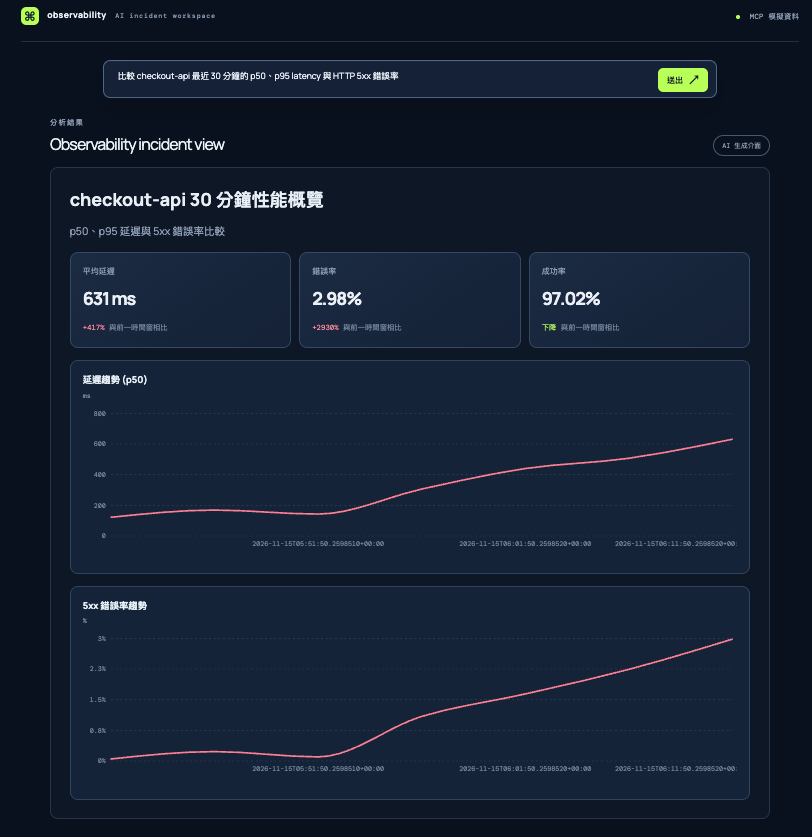 observability AI incident workspace
MCP 模擬資料
比較 checkout-api 最近 30 分鐘的 p50、p95 latency 與 HTTP 5xx 錯誤率
送出
分析結果
Observability incident view
AI 生成介面
checkout-api 30 分鐘性能概覽
p50、p95 延遲與 5xx 錯誤率比較
平均延遲
631 ms
+417% 與前一時間窗相比
錯誤率
2.98%
+2930% 與前一時間窗相比
成功率
97.02%
下降 與前一時間窗相比
延遲趨勢 (p50)
ms
800
600
400
200
0
2026-11-15T05:51:50.2598510+00:00
2026-11-15T06:01:50.2598520+00:00
2026-11-15T06:11:50.2598520+00:
5xx 錯誤率趨勢
%
3%
2.3%
1.5%
0.8%
0%
2026-11-15T05:51:50.2598510+00:00
2026-11-15T06:01:50.2598520+00:00
2026-11-15T06:11:50.2598520+00: